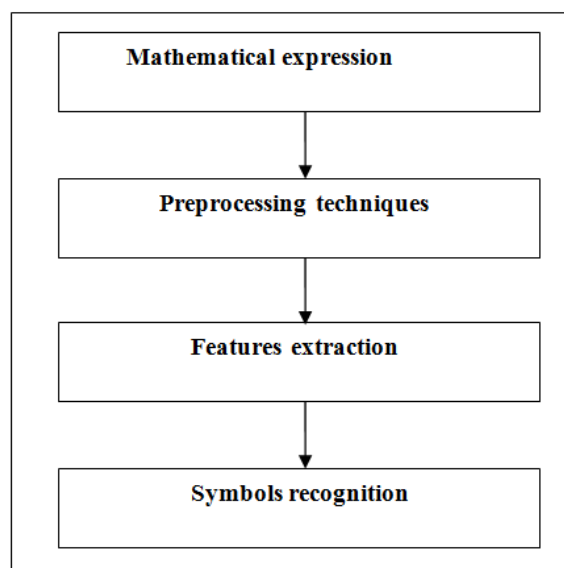 Mathematical expression
Preprocessing techniques
Features extraction
Symbols recognition